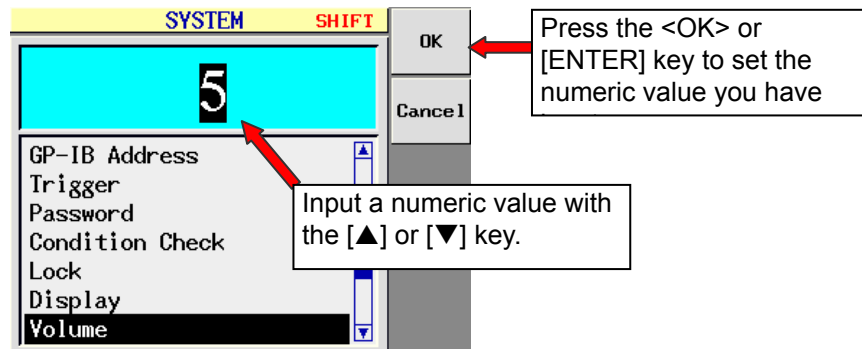 SYSTEM SHIFT
5
GP-IB Address
Trigger
Password
Condition Check
Lock
Display
Volume
OK
Cancel
Press the <OK> or
[ENTER] key to set the
numeric value you have
Input a numeric value with
the [▲] or [▼] key.